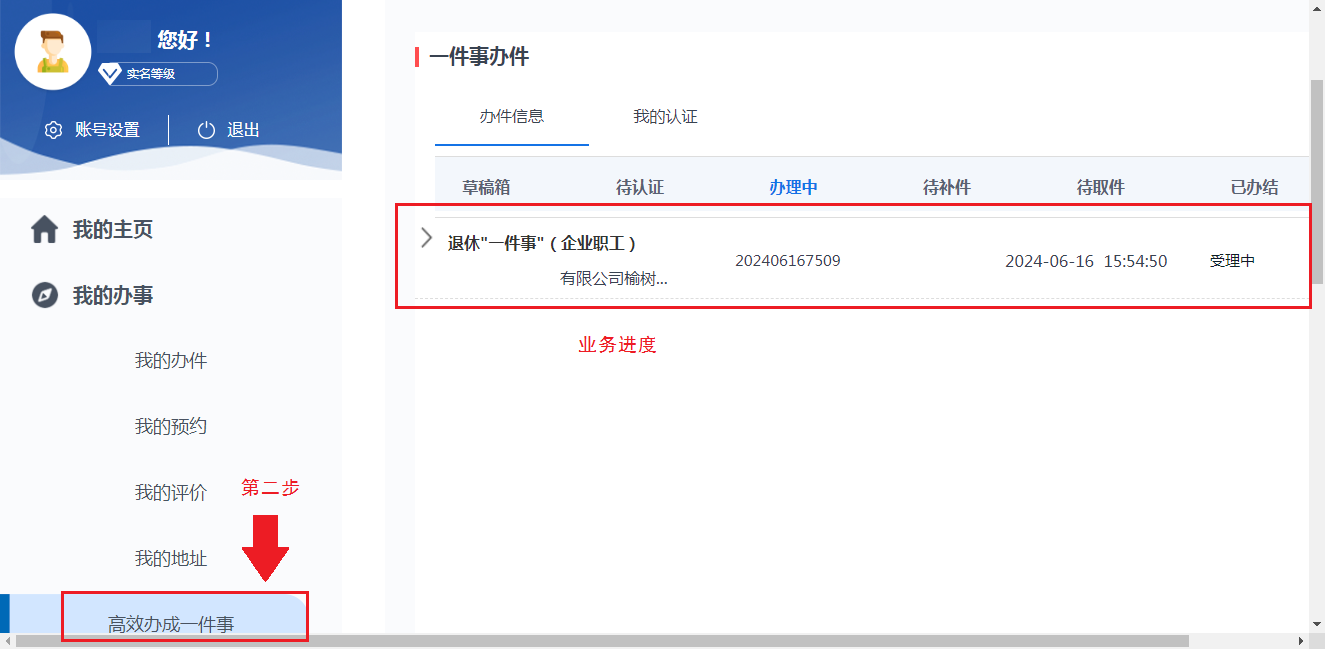 您好！
实名等级
账号设置 退出
我的主页
我的办事
我的办件
我的预约
我的评价
第二步
我的地址
高效办成一件事
一件事办件
办件信息 我的认证
草稿箱 待认证 办理中 待补件 待取件 已办结
退休"一件事"（企业职工） 202406167509 2024-06-16 15:54:50 受理中
有限公司榆树...
业务进度